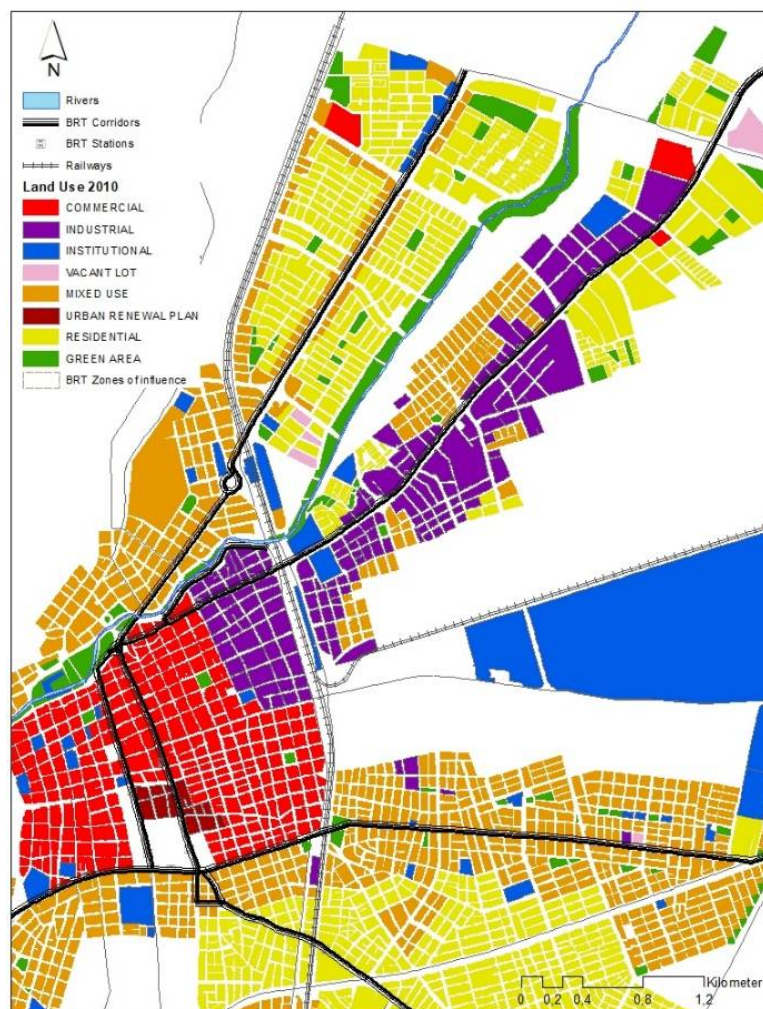 N
Rivers
BRT Corridors
BRT Stations
Railways
Land Use 2010
COMMERCIAL
INDUSTRIAL
INSTITUTIONAL
VACANT LOT
MIXED USE
URBAN RENEWAL PLAN
RESIDENTIAL
GREEN AREA
BRT Zones of influence
Kilometer
0 0,2 0,4 0,8 1,2